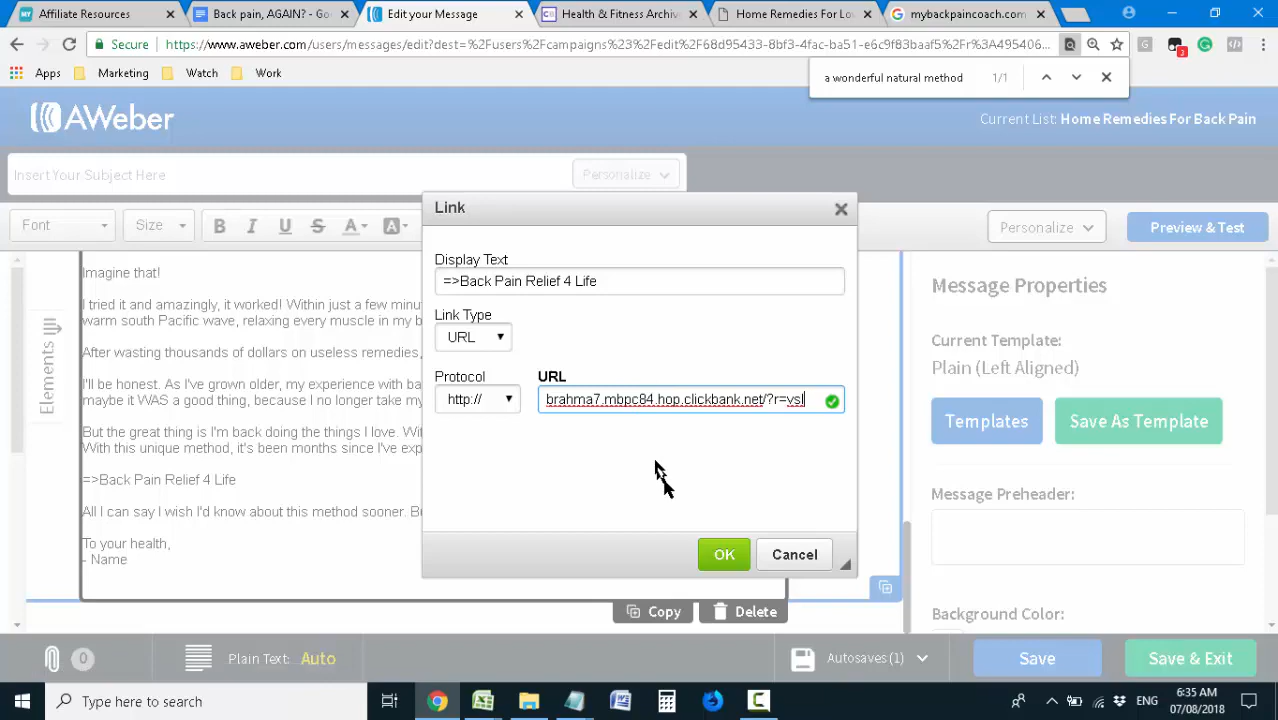 Affiliate Resources
Back pain, AGAIN? - Go
Edit your Message
Health & Fitness Archiv
Home Remedies For Lo
mybackpaincoach.com
Secure
https://www.aweber.com/users/messages/edit?dest=%2Fusers%2Fcampaigns%23%2Fedit%2F68d95433-8bf3-4fac-ba51-e6c9f83baaf5%2Fr%3A495406...
Apps
Marketing
Watch
Work
a wonderful natural method
1/1
AWeber
Current List: Home Remedies For Back Pain
Insert Your Subject Here
Personalize
Font
Size
B I U S A A
Personalize
Preview & Test
Link
Display Text
=>Back Pain Relief 4 Life
Link Type
URL
Protocol
URL
http://
brahma7.mbpc84.hop.clickbank.net/?r=vsl
OK
Cancel
Elements
Imagine that!
I tried it and amazingly, it worked! Within just a few minu
warm south Pacific wave, relaxing every muscle in my b
After wasting thousands of dollars on useless remedies,
I'll be honest. As I've grown older, my experience with ba
maybe it WAS a good thing, because I no longer take my
But the great thing is I'm back doing the things I love. Wit
With this unique method, it's been months since I've exp
=>Back Pain Relief 4 Life
All I can say I wish I'd know about this method sooner. B
To your health,
- Name
Copy
Delete
Message Properties
Current Template:
Plain (Left Aligned)
Templates
Save As Template
Message Preheader:
Background Color:
0
Plain Text: Auto
Autosaves (1)
Save
Save & Exit
Type here to search
ENG
6:35 AM
07/08/2018